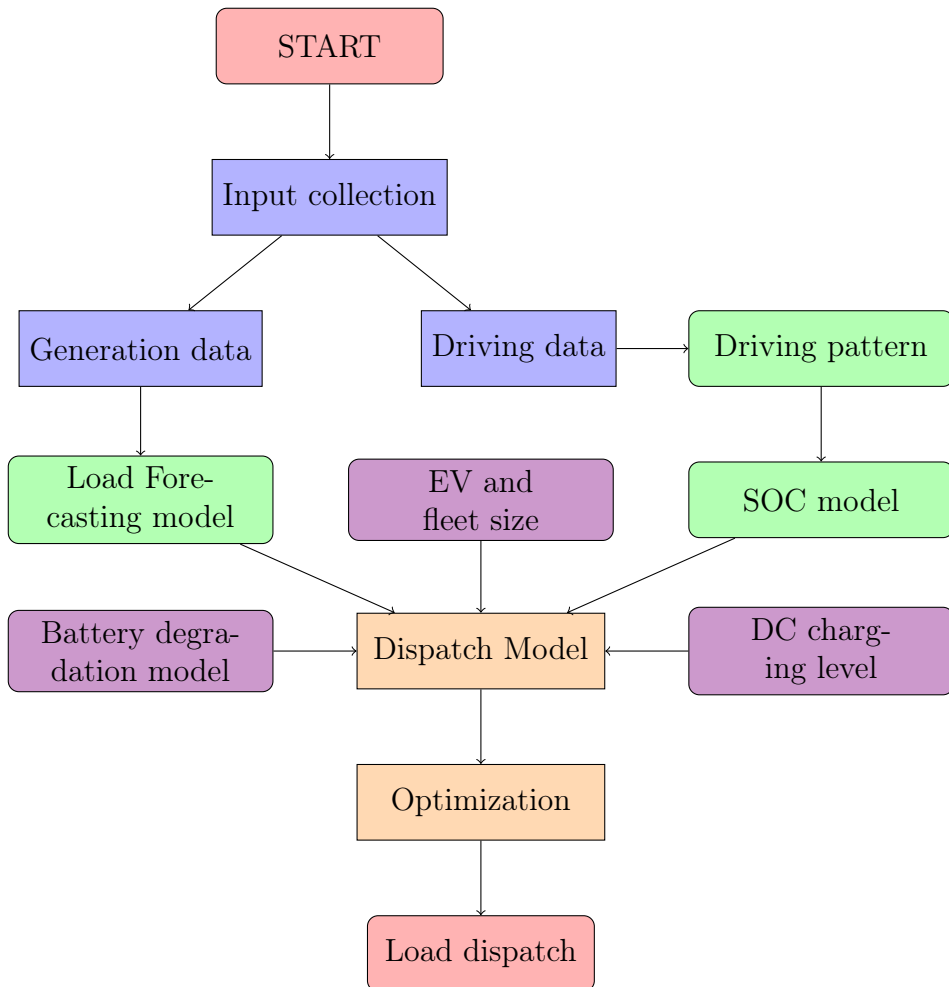 START
Input collection
Generation data
Driving data
Driving pattern
Load Fore-
casting model
EV and
fleet size
SOC model
Battery degra-
dation model
Dispatch Model
DC charg-
ing level
Optimization
Load dispatch